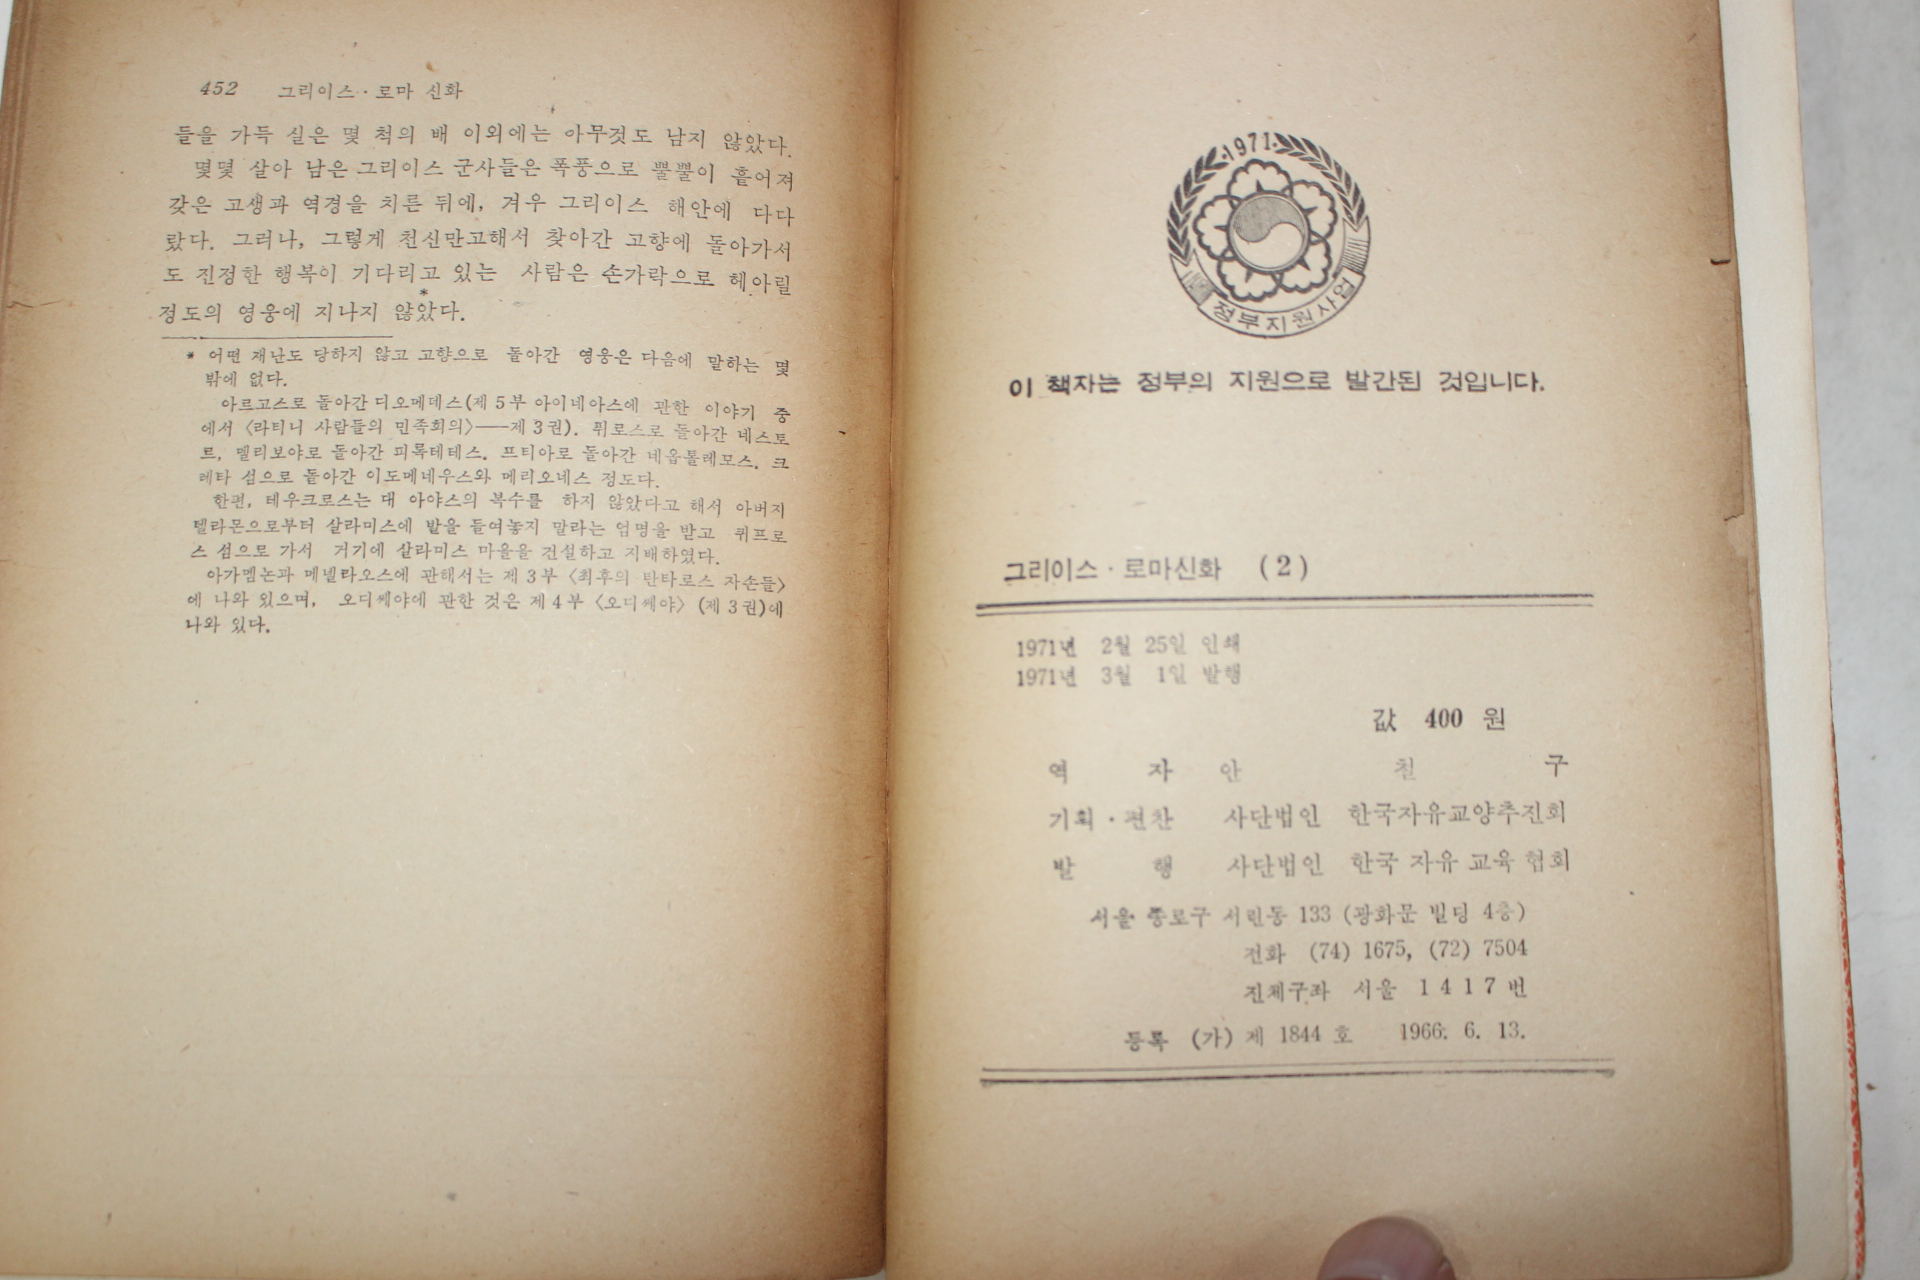 452 그리이스·로마 신화
들을 가득 실은 몇 척의 배 이외에는 아무것도 남지 않았다.
몇몇 살아 남은 그리이스 군사들은 폭풍으로 뿔뿔이 흩어져
갖은 고생과 역경을 치른 뒤에, 겨우 그리이스 해안에 다다
랐다. 그러나, 그렇게 천신만고해서 찾아간 고향에 돌아가서
도 진정한 행복이 기다리고 있는 사람은 손가락으로 헤아릴
정도의 영웅에 지나지 않았다.*
* 어떤 재난도 당하지 않고 고향으로 돌아간 영웅은 다음에 말하는 몇
밖에 없다.
아르고스로 돌아간 디오메데스(제 5 부 아이네아스에 관한 이야기 중
에서 〈라티니 사람들의 민족회의〉──제 3 권). 퓌로스로 돌아간 네스토
르, 멜리보야로 돌아간 피록테테스. 프티아로 돌아간 네옵톨레모스. 크
레타 섬으로 돌아간 이도메네우스와 메리오네스 정도다.
한편, 테우크로스는 대 아야스의 복수를 하지 않았다고 해서 아버지
텔라몬으로부터 살라미스에 발을 들여놓지 말라는 엄명을 받고 퀴프로
스 섬으로 가서 거기에 살라미스 마을을 건설하고 지배하였다.
아가멤논과 메넬라오스에 관해서는 제 3 부 〈최후의 탄타로스 자손들〉
에 나와 있으며, 오디쎄야에 관한 것은 제 4 부 〈오디쎄야〉 (제 3 권)에
나와 있다.
·1971·
정부지원사업
이 책자는 정부의 지원으로 발간된 것입니다.
그리이스·로마신화 (2)
1971년 2월 25일 인쇄
1971년 3월 1일 발행
값 400 원
역 자 안 칠 구
기획·편찬 사단법인 한국자유교양추진회
발 행 사단법인 한국 자유 교육 협회
서울 종로구 서린동 133 (광화문 빌딩 4층)
전화 (74) 1675, (72) 7504
진체구좌 서울 1 4 1 7 번
등록 (가) 제 1844 호 1966. 6. 13.